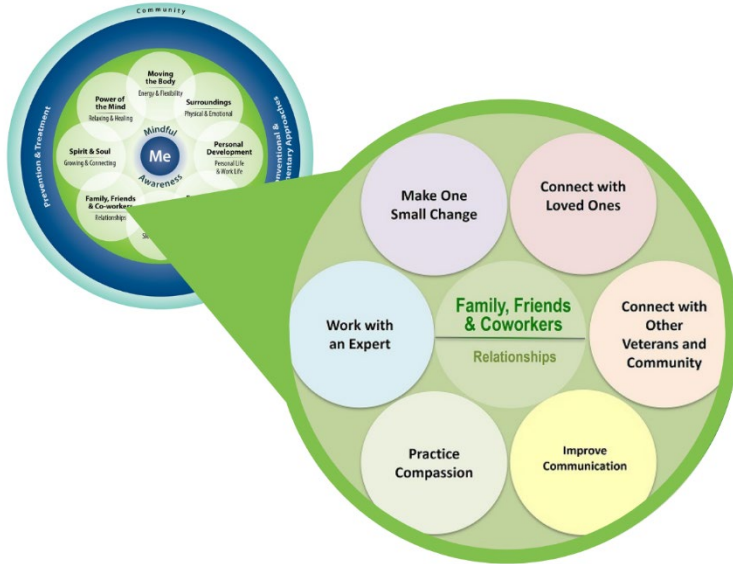 Community
Moving
the Body
Energy & Flexibility
Power of
the Mind
Relaxing & Healing
Surroundings
Physical & Emotional
Mindful
Me
Awareness
Spirit & Soul
Growing & Connecting
Personal
Development
Personal Life
& Work Life
Family, Friends
& Co-workers
Relationships
Prevention & Treatment
Approaches
Make One
Small Change
Connect with
Loved Ones
Work with
an Expert
Family, Friends
& Coworkers
Relationships
Connect with
Other
Veterans and
Community
Practice
Compassion
Improve
Communication